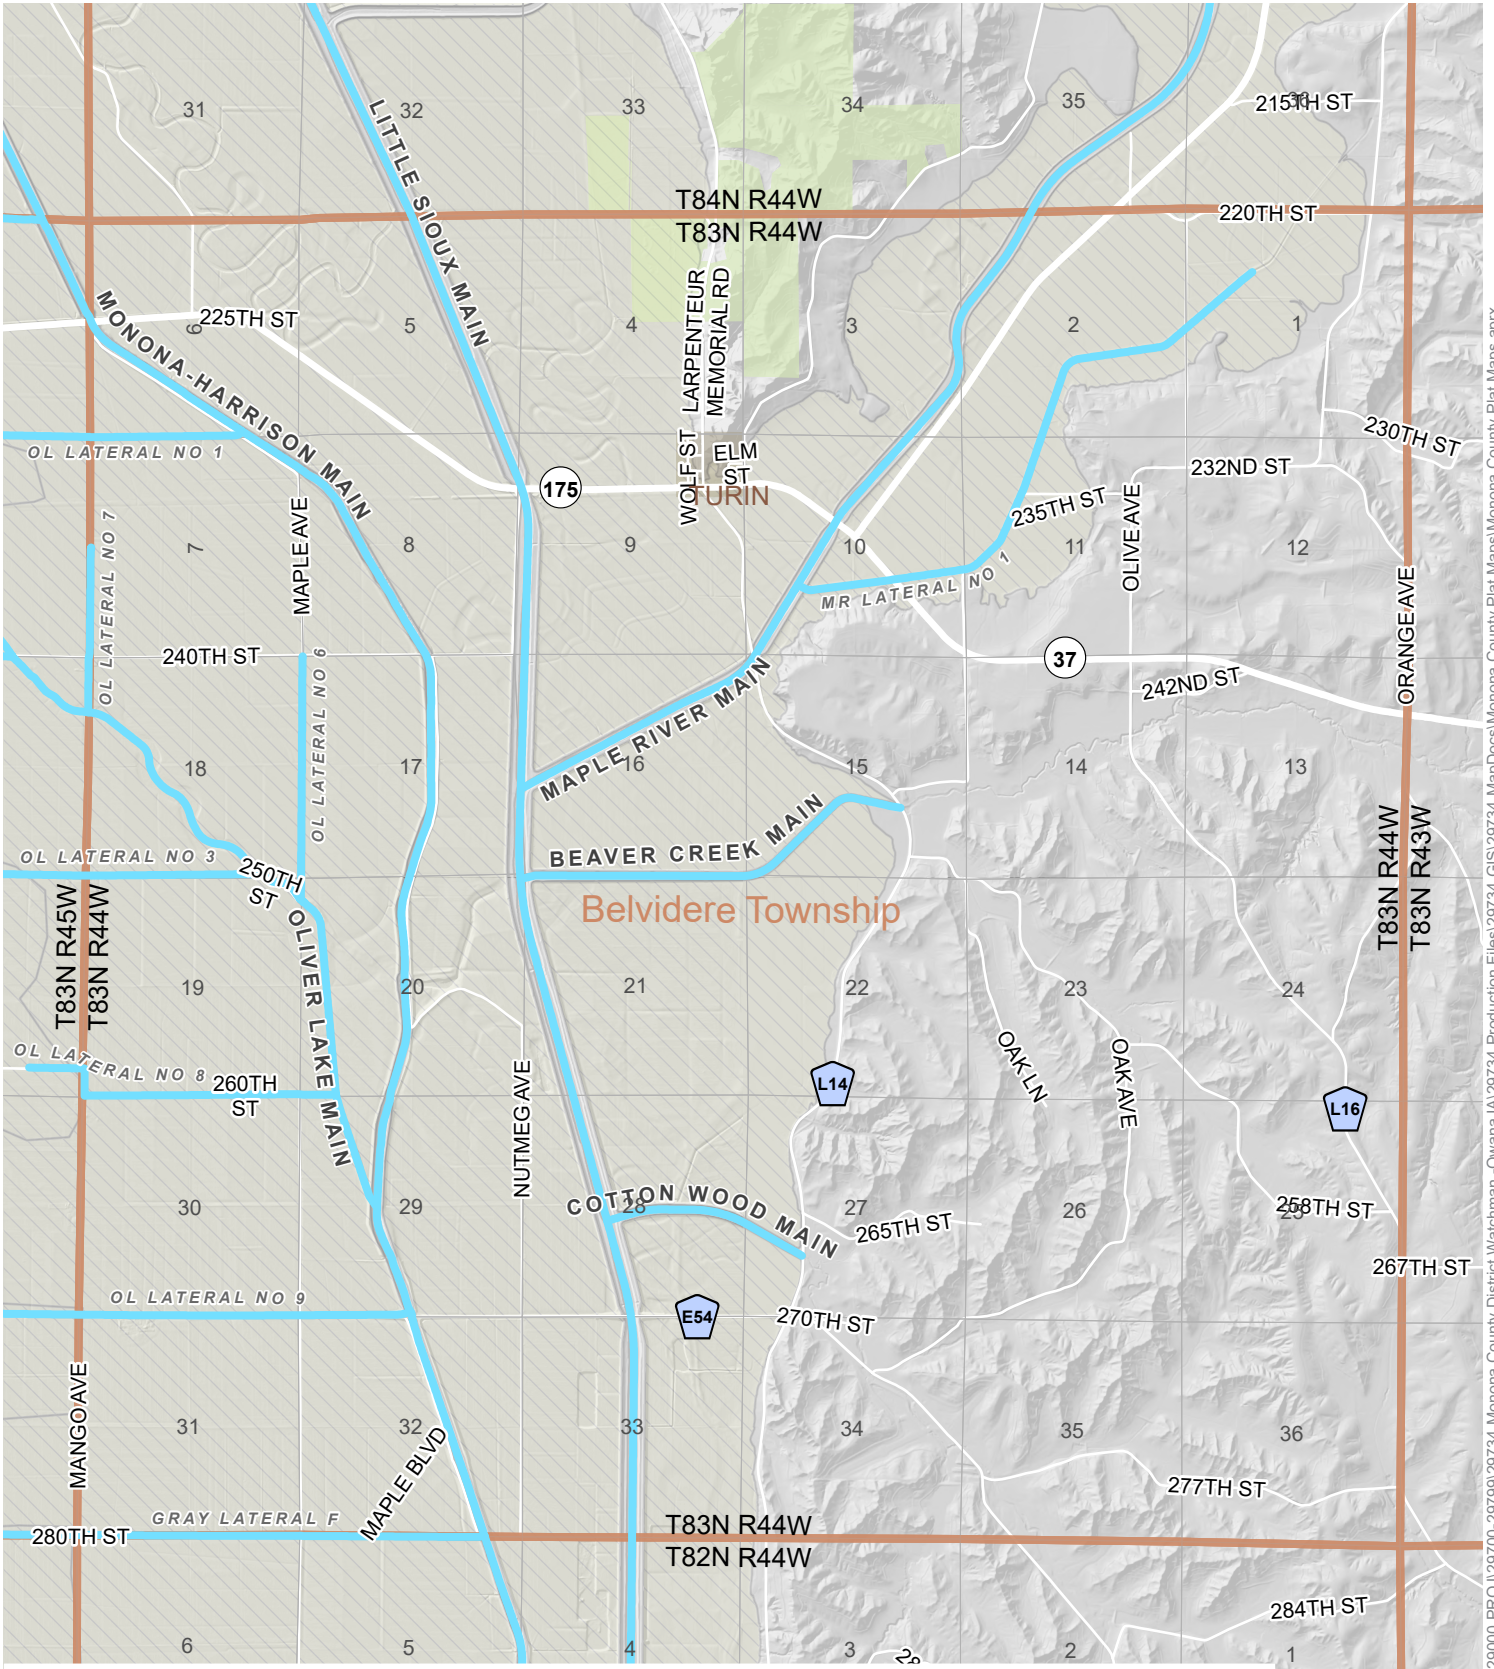 31
32
33
34
35
36
215TH ST
LITTLE SIOUX MAIN
T84N R44W
T83N R44W
220TH ST
MONONA-HARRISON MAIN
225TH ST
6
5
4
3
2
1
LARPENTEUR
MEMORIAL RD
230TH ST
OL LATERAL NO 1
WOLF ST
ELM
ST
232ND ST
175
TURIN
235TH ST
OLIVE AVE
OL LATERAL NO 7
MAPLE AVE
7
8
9
10
11
12
MR LATERAL NO 1
ORANGE AVE
240TH ST
OL LATERAL NO 6
37
242ND ST
MAPLE RIVER MAIN
18
17
16
15
14
13
BEAVER CREEK MAIN
OL LATERAL NO 3
250TH
ST
T83N R45W
T83N R44W
Belvidere Township
T83N R44W
T83N R43W
OLIVER LAKE MAIN
19
20
21
22
23
24
OL LATERAL NO 8
260TH
ST
NUTMEG AVE
L14
OAK LN
OAK AVE
L16
COTTON WOOD MAIN
30
29
28
27
26
25
258TH ST
265TH ST
267TH ST
OL LATERAL NO 9
E54
270TH ST
MANGO AVE
31
32
33
34
35
36
MAPLE BLVD
277TH ST
GRAY LATERAL F
280TH ST
T83N R44W
T82N R44W
284TH ST
6
5
4
3
2
1